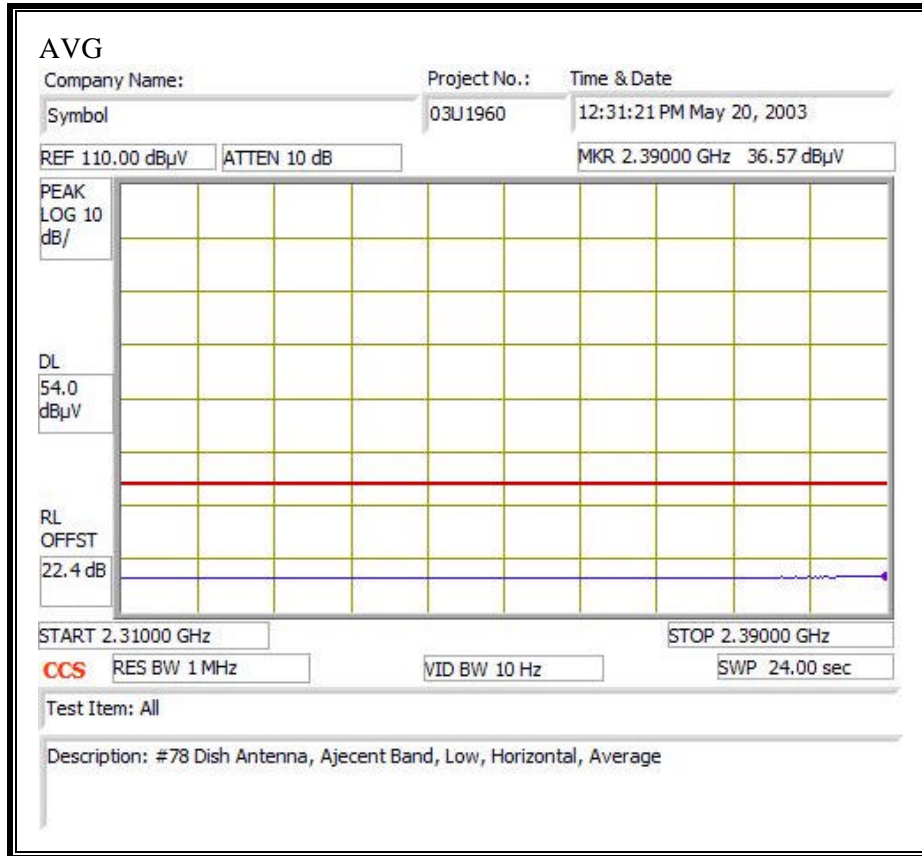 AVG
Company Name: Project No.: Time & Date
Symbol 03U1960 12:31:21 PM May 20, 2003
REF 110.00 dBµV ATTEN 10 dB MKR 2.39000 GHz 36.57 dBµV
PEAK
LOG 10
dB/
DL
54.0
dBµV
RL
OFFST
22.4 dB
START 2.31000 GHz STOP 2.39000 GHz
CCS RES BW 1 MHz VID BW 10 Hz SWP 24.00 sec
Test Item: All
Description: #78 Dish Antenna, Ajecent Band, Low, Horizontal, Average